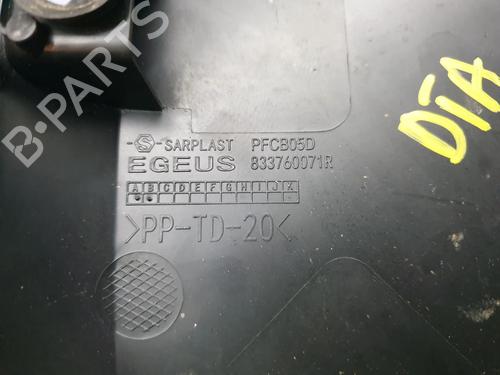 B-PARTS
DIA
SARPLAST PFCB05D
EGEUS 833760071R
A B C D E F G H I J K
>PP-TD-20<